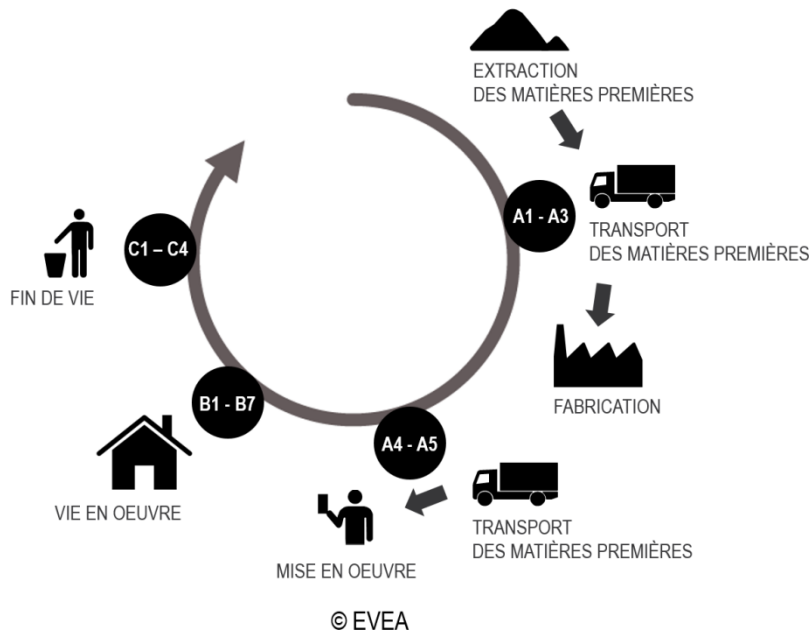 EXTRACTION
DES MATIÈRES PREMIÈRES
A1 - A3
TRANSPORT
DES MATIÈRES PREMIÈRES
FABRICATION
A4 - A5
TRANSPORT
DES MATIÈRES PREMIÈRES
MISE EN OEUVRE
B1 - B7
VIE EN OEUVRE
C1 – C4
FIN DE VIE
© EVEA